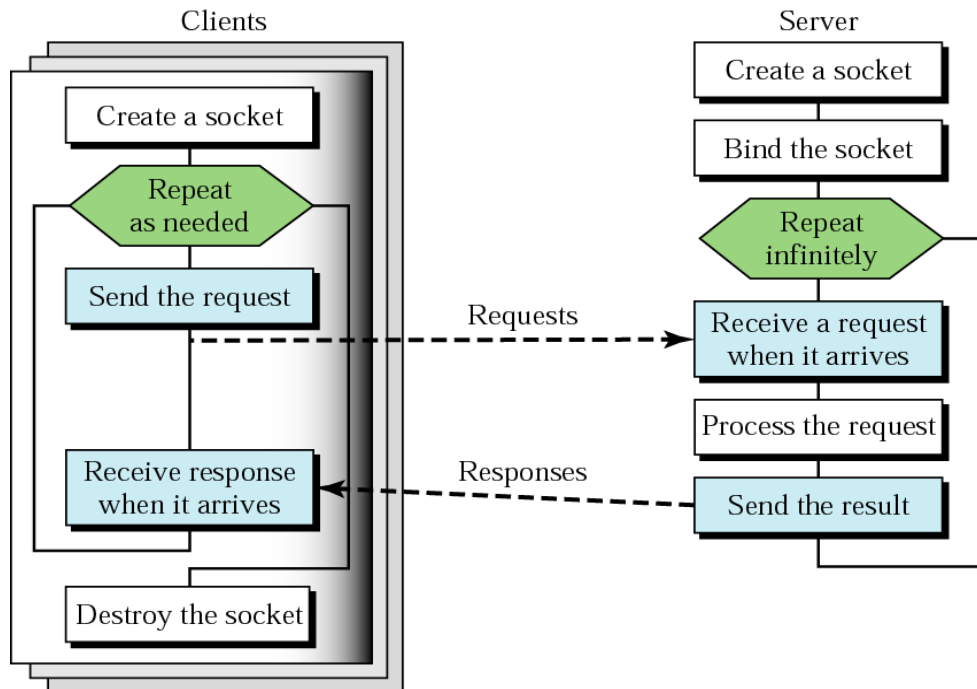 Clients
Create a socket
Repeat
as needed
Send the request
Receive response
when it arrives
Destroy the socket
Requests
Responses
Server
Create a socket
Bind the socket
Repeat
infinitely
Receive a request
when it arrives
Process the request
Send the result